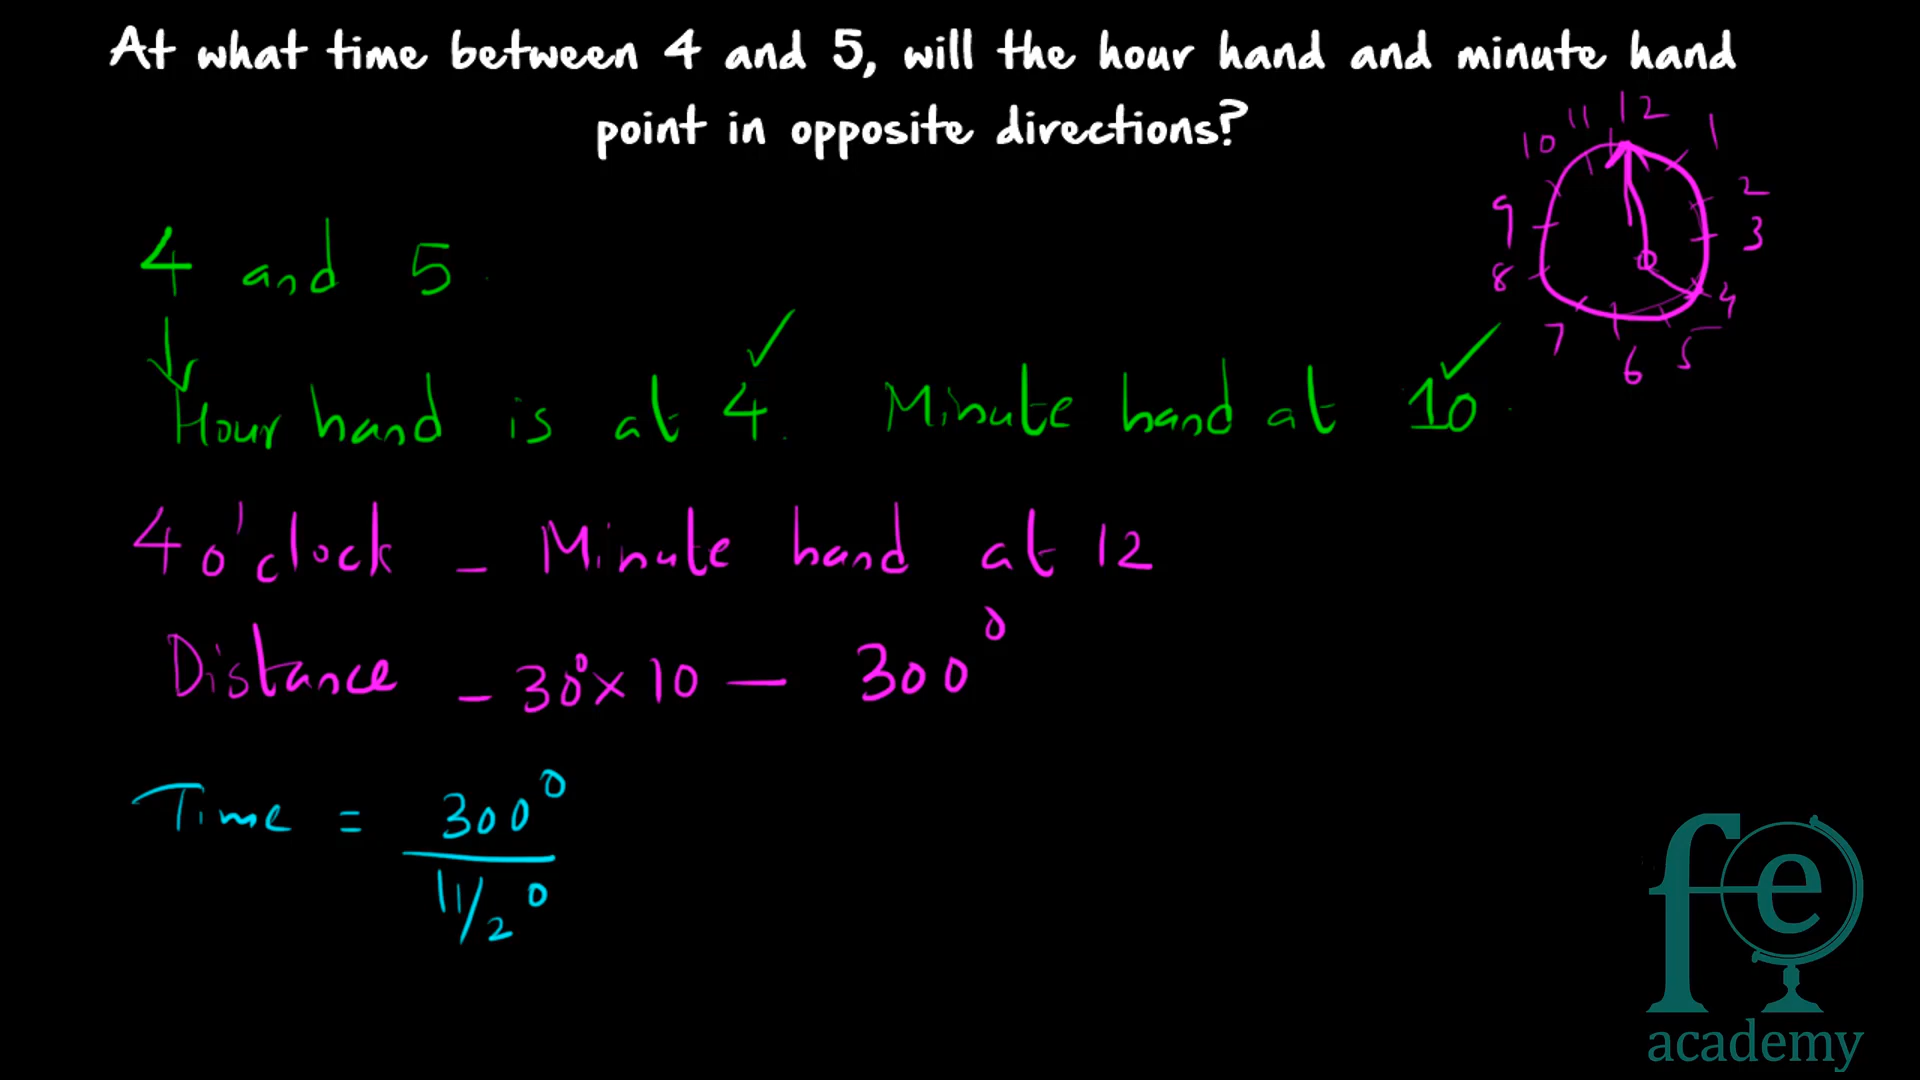 At what time between 4 and 5, will the hour hand and minute hand
point in opposite directions?
12
11
1
10
2
9
3
8
4
7
5
6
4 and 5.
Hour hand is at 4. Minute hand at 10.
4 o'clock - Minute hand at 12
Distance - 30° × 10 — 300°
Time = 300°
11/2°
fe
academy